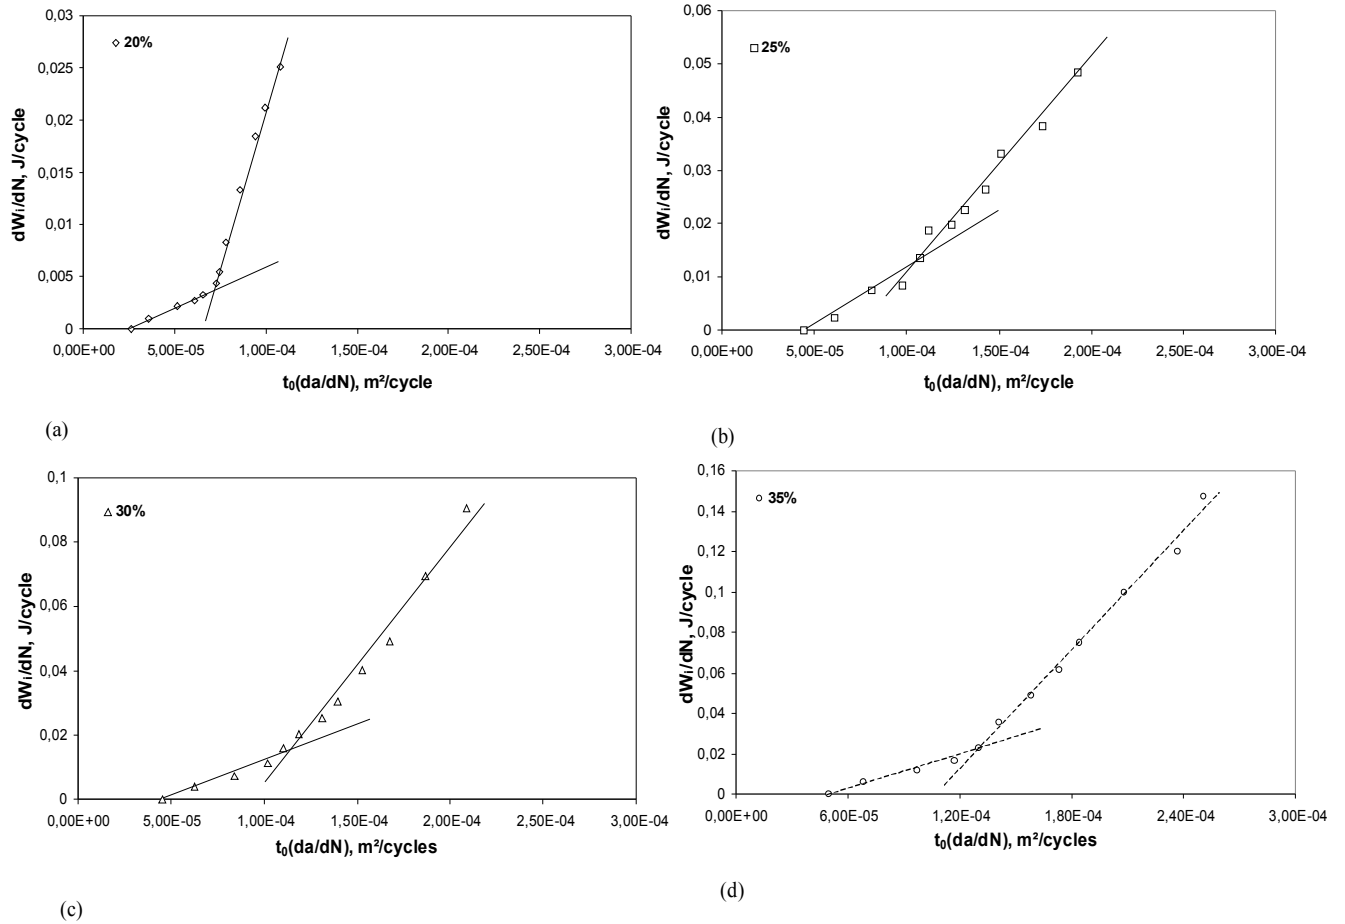 0,03
0,025
0,02
0,015
0,01
0,005
0
dWi/dN, J/cycle
20%
0,00E+00 5,00E-05 1,00E-04 1,50E-04 2,00E-04 2,50E-04 3,00E-04
t₀(da/dN), m²/cycle
(a)
0,06
0,05
0,04
0,03
0,02
0,01
0
dWi/dN, J/cycle
25%
0,00E+00 5,00E-05 1,00E-04 1,50E-04 2,00E-04 2,50E-04 3,00E-04
t₀(da/dN), m²/cycle
(b)
0,1
0,08
0,06
0,04
0,02
0
dWi/dN, J/cycle
30%
0,00E+00 5,00E-05 1,00E-04 1,50E-04 2,00E-04 2,50E-04 3,00E-04
t₀(da/dN), m²/cycles
(c)
0,16
0,14
0,12
0,1
0,08
0,06
0,04
0,02
0
dWi/dN, J/cycle
35%
0,00E+00 6,00E-05 1,20E-04 1,80E-04 2,40E-04 3,00E-04
t₀(da/dN), m²/cycles
(d)